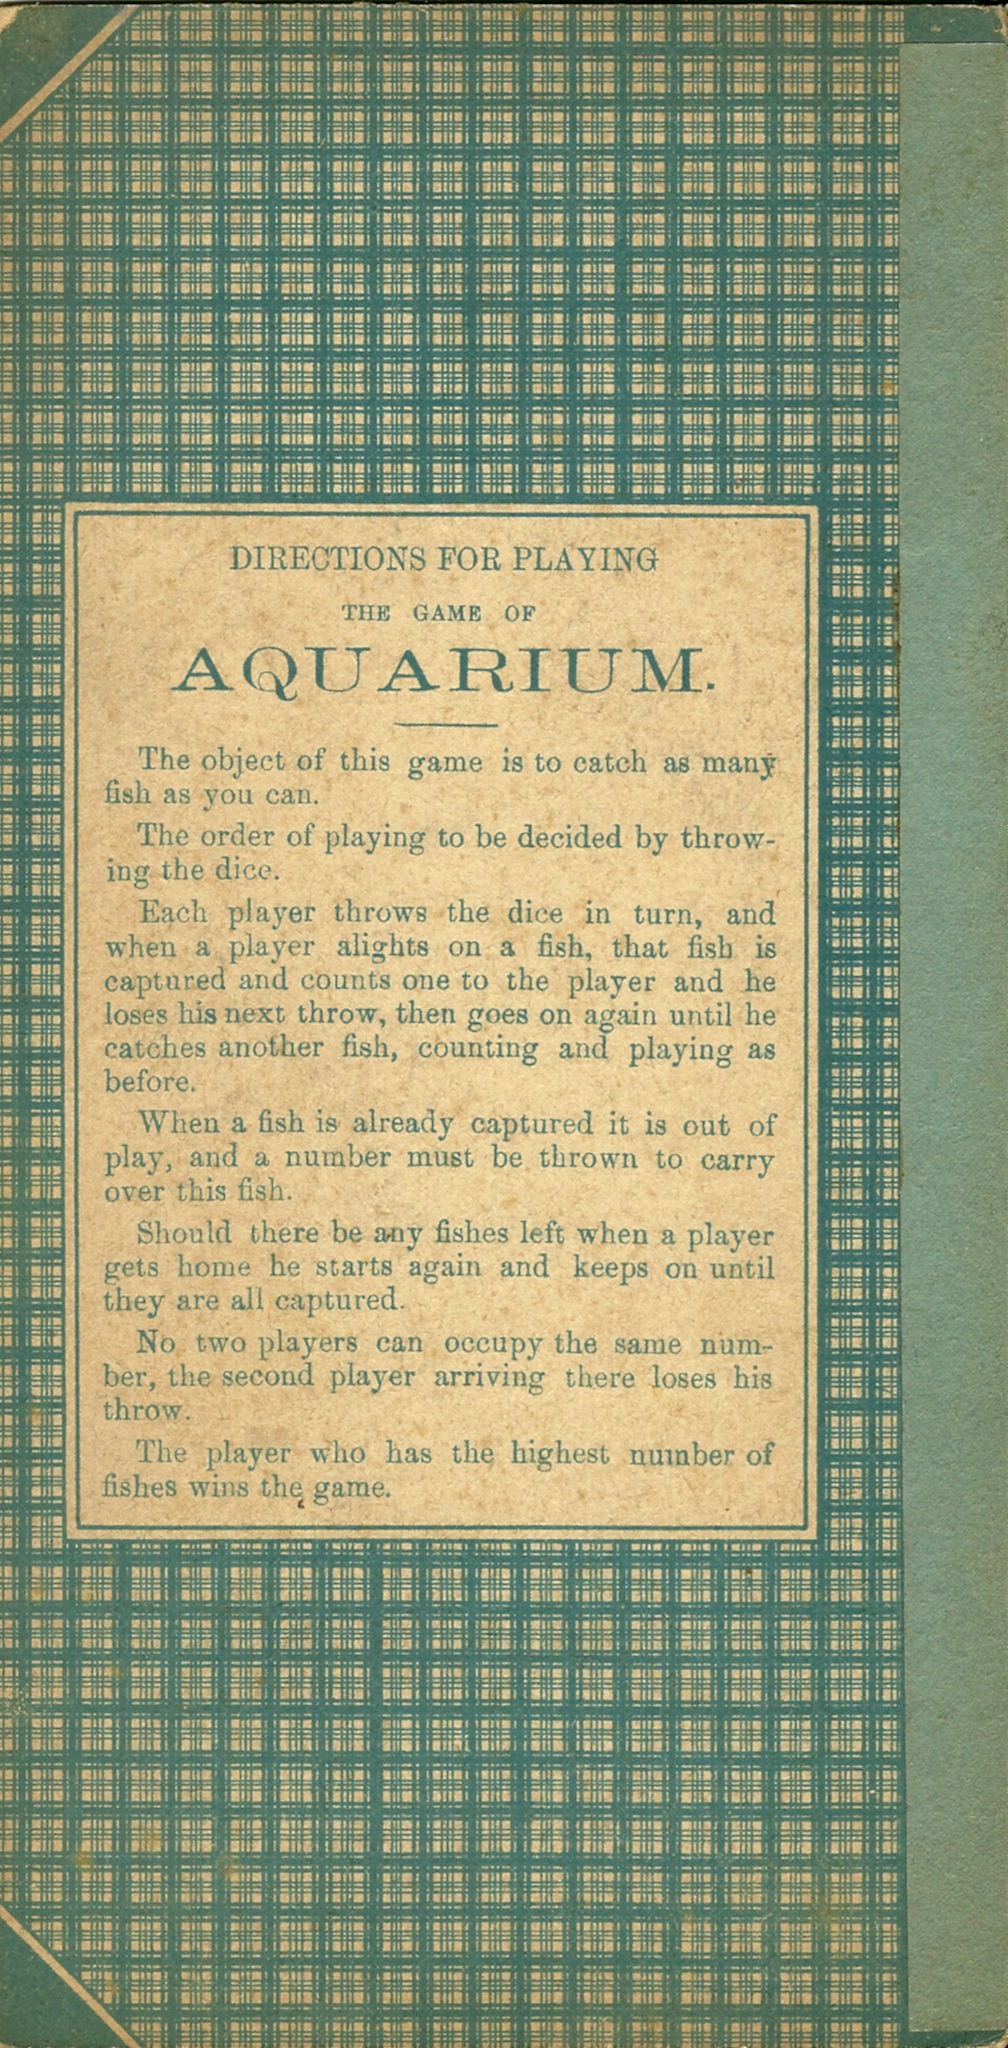 DIRECTIONS FOR PLAYING
THE GAME OF
AQUARIUM.
The object of this game is to catch as many
fish as you can.
The order of playing to be decided by throw-
ing the dice.
Each player throws the dice in turn, and
when a player alights on a fish, that fish is
captured and counts one to the player and he
loses his next throw, then goes on again until he
catches another fish, counting and playing as
before.
When a fish is already captured it is out of
play, and a number must be thrown to carry
over this fish.
Should there be any fishes left when a player
gets home he starts again and keeps on until
they are all captured.
No two players can occupy the same num-
ber, the second player arriving there loses his
throw.
The player who has the highest number of
fishes wins the game.